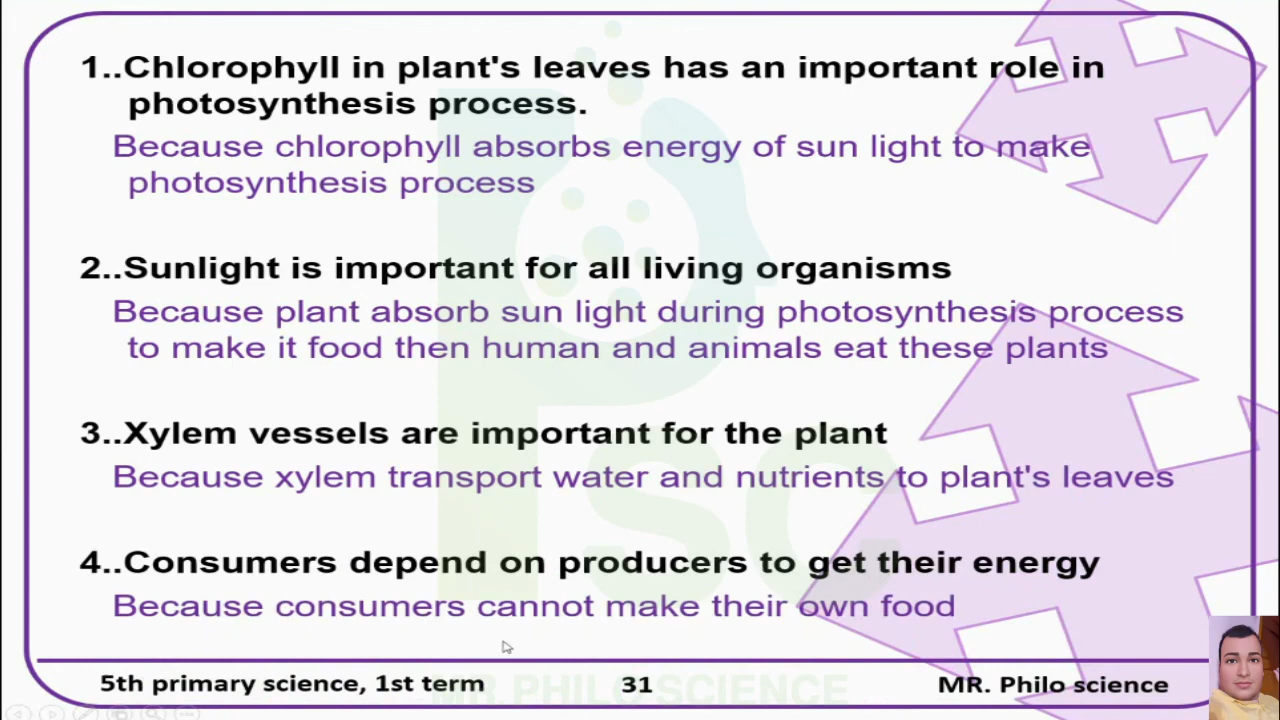 1..Chlorophyll in plant's leaves has an important role in
photosynthesis process.
Because chlorophyll absorbs energy of sun light to make
photosynthesis process
2..Sunlight is important for all living organisms
Because plant absorb sun light during photosynthesis process
to make it food then human and animals eat these plants
3..Xylem vessels are important for the plant
Because xylem transport water and nutrients to plant's leaves
4..Consumers depend on producers to get their energy
Because consumers cannot make their own food
Psc
MR. PHILO SCIENCE
5th primary science, 1st term
31
MR. Philo science